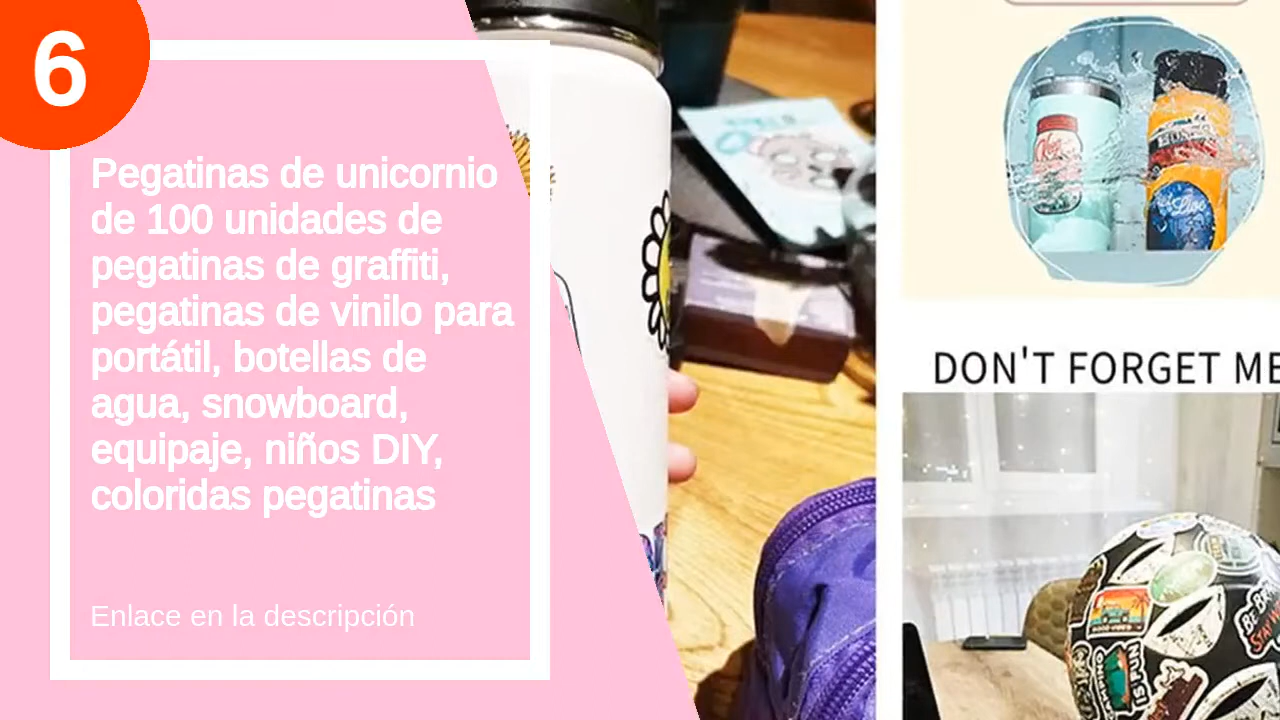 6
Pegatinas de unicornio
de 100 unidades de
pegatinas de graffiti,
pegatinas de vinilo para
portátil, botellas de
agua, snowboard,
equipaje, niños DIY,
coloridas pegatinas
Enlace en la descripción
DON'T FORGET ME